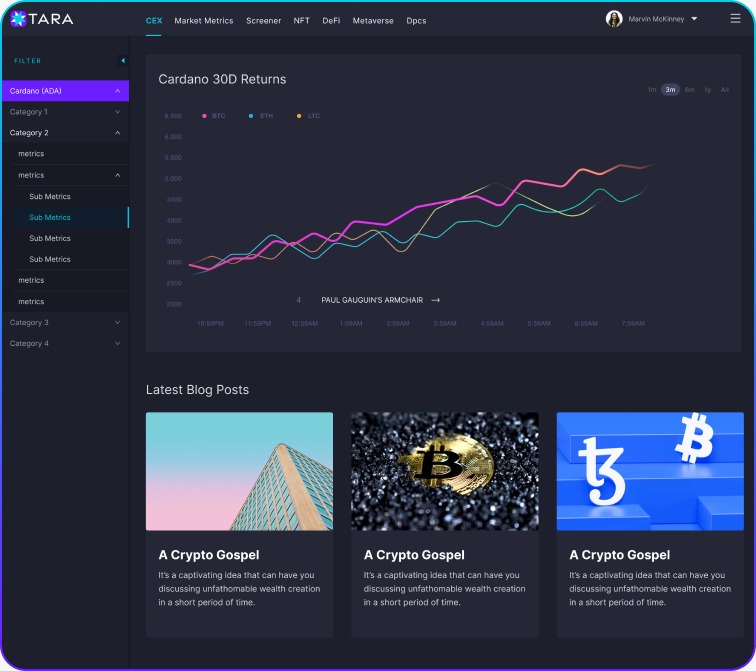 TARA
CEX Market Metrics Screener NFT DeFi Metaverse Dpcs
Marvin McKinney
FILTER
Cardano (ADA)
Category 1
Category 2
metrics
metrics
Sub Metrics
Sub Metrics
Sub Metrics
Sub Metrics
metrics
metrics
Category 3
Category 4
Cardano 30D Returns
1m 3m 6m 1y All
BTC ETH LTC
6.500
6.000
5.500
5.000
4500
4000
3500
3000
2500
2000
4 PAUL GAUGUIN'S ARMCHAIR
10:59PM 11:59PM 12:59AM 1:59AM 2:59AM 3:59AM 4:59AM 5:59AM 6:59AM 7:59AM
Latest Blog Posts
A Crypto Gospel
It's a captivating idea that can have you
discussing unfathomable wealth creation
in a short period of time.
A Crypto Gospel
It's a captivating idea that can have you
discussing unfathomable wealth creation
in a short period of time.
A Crypto Gospel
It's a captivating idea that can have you
discussing unfathomable wealth creation
in a short period of time.